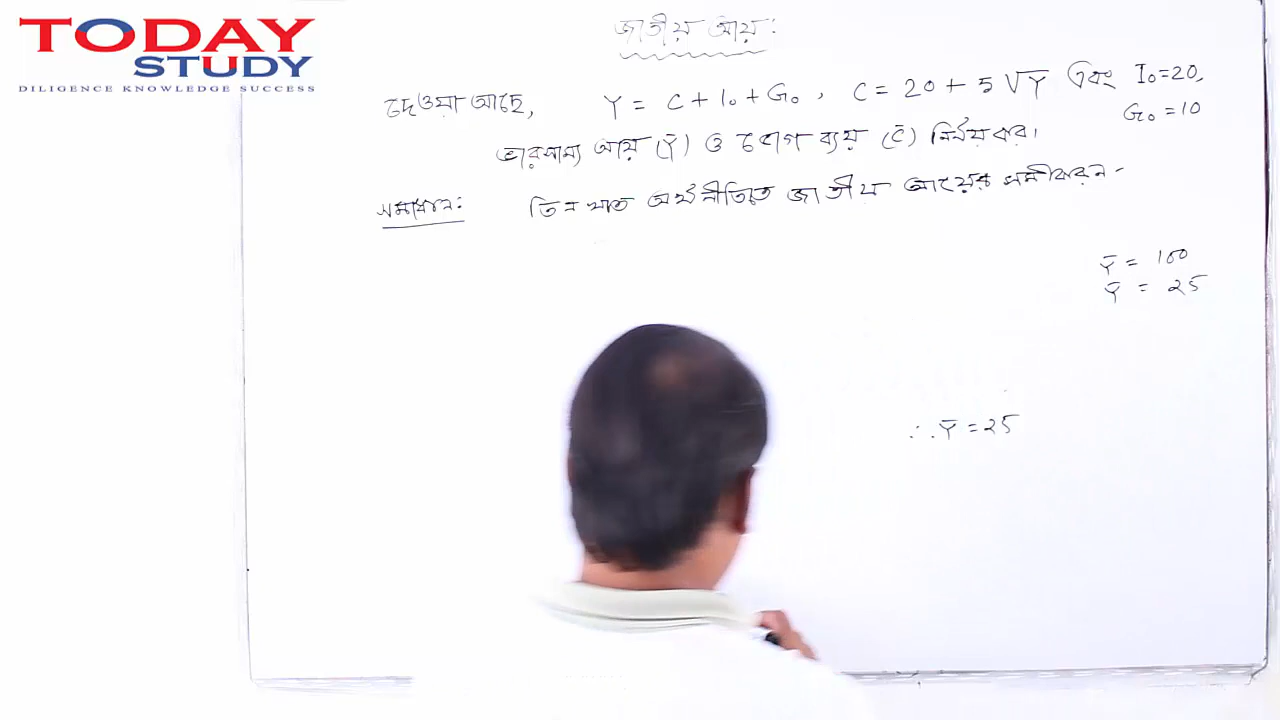 TODAY
STUDY
DILIGENCE KNOWLEDGE SUCCESS
জাতীয় আয়:
দেওয়া আছে, Y = C + I₀ + G₀, C = 20 + 5√Y এবং I₀=20,
G₀ =10
ভারসাম্য আয় (Ȳ) ও ভোগ ব্যয় (C̄) নির্ণয় কর।
সমাধান: তিন খাত অর্থনীতিতে জাতীয় আয়ের সমীকরন -
Ȳ = 100
Ȳ = 25
∴ Ȳ = 25